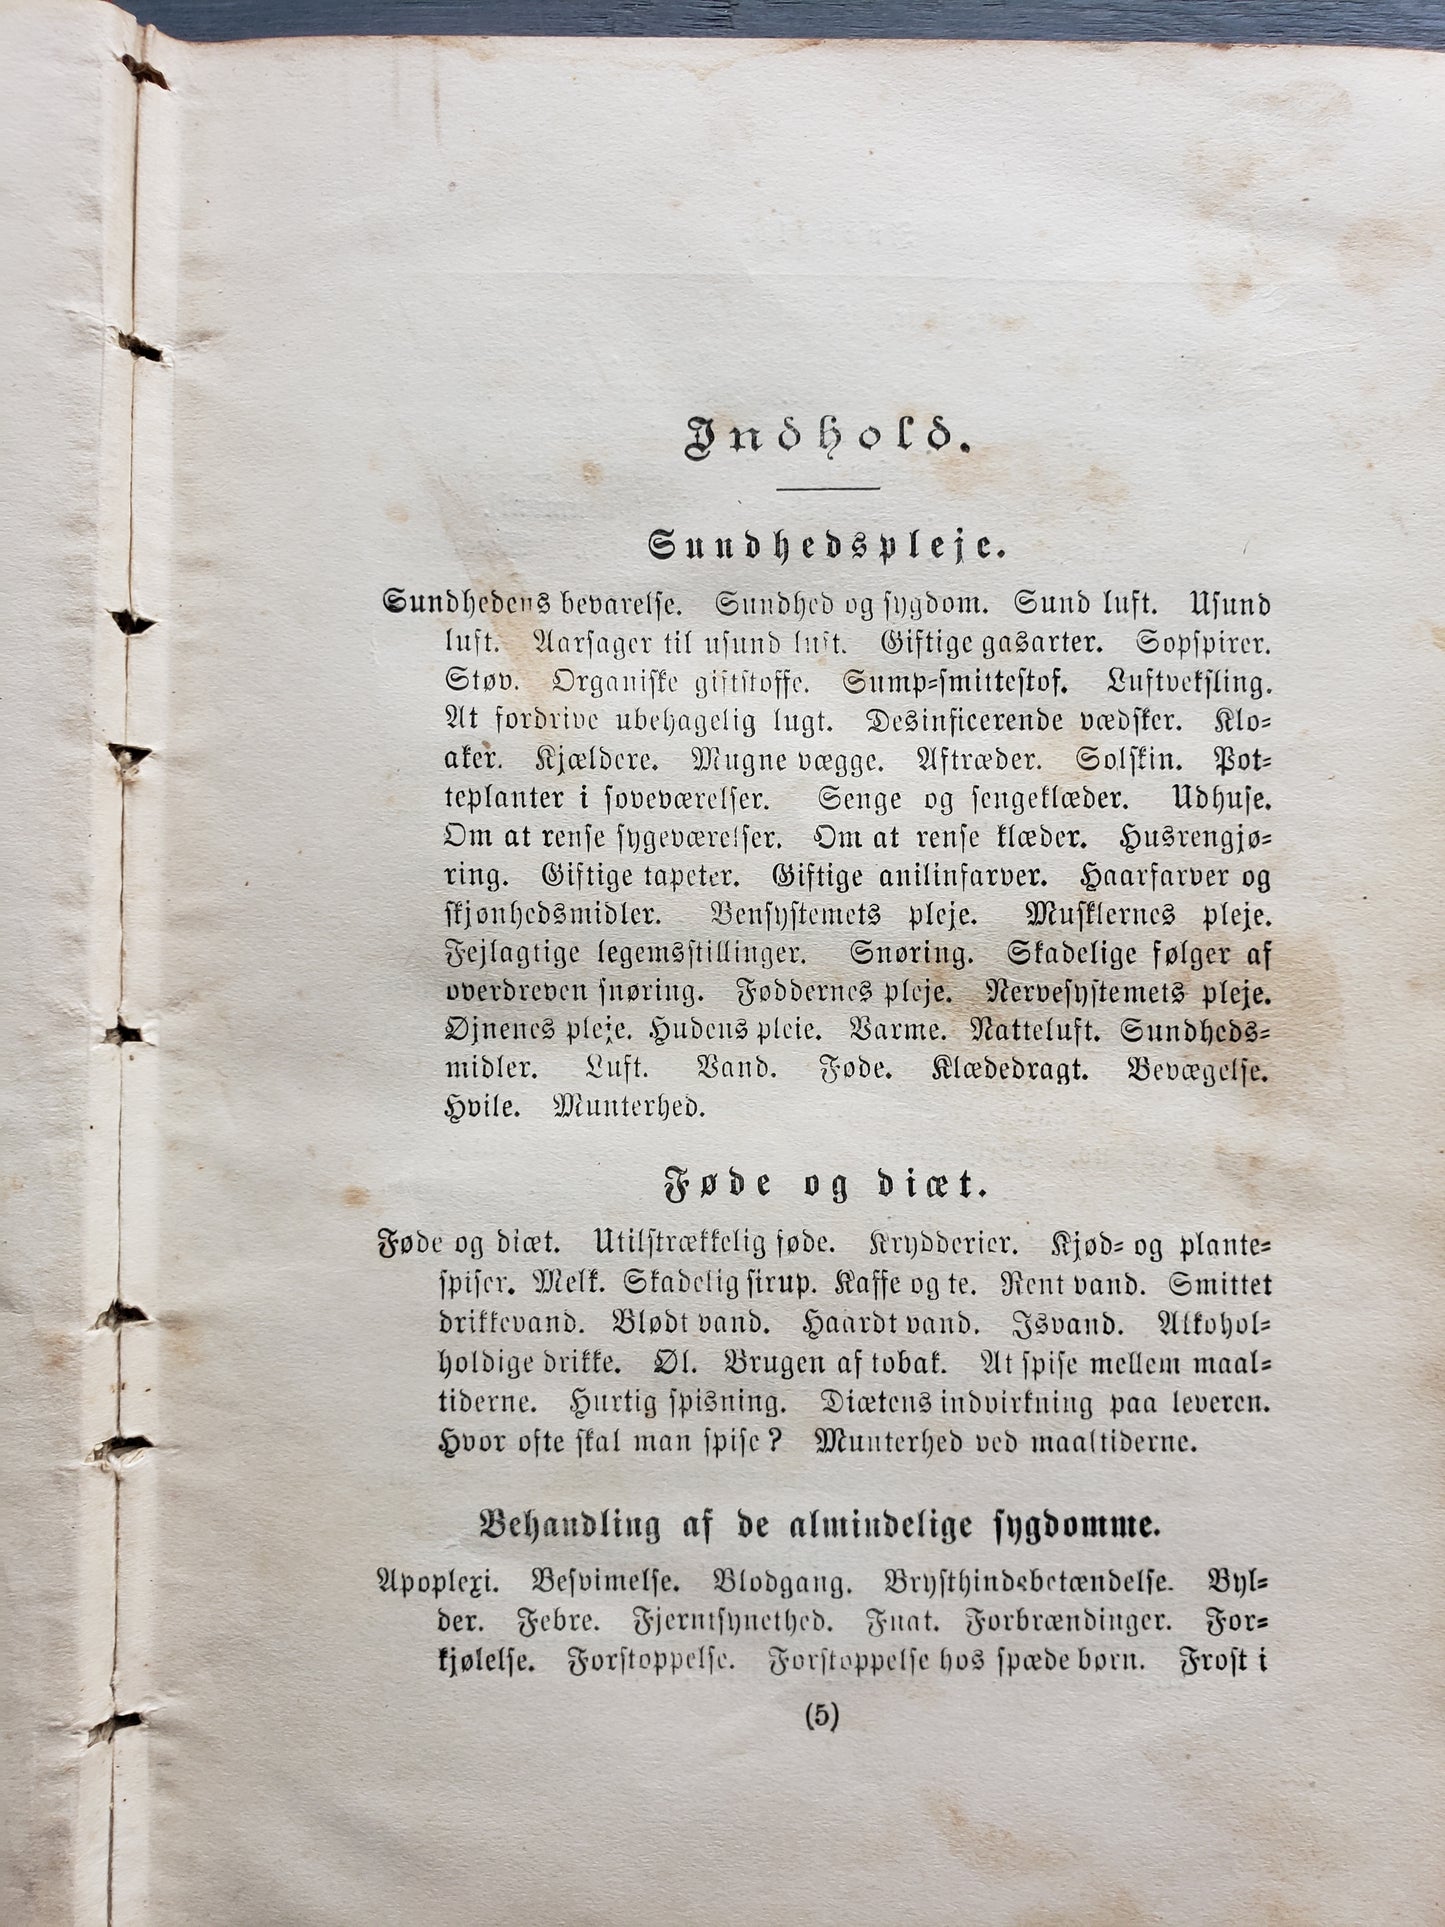 Indhold.
Sundhedspleje.
Sundhedens bevarelse. Sundhed og sygdom. Sund luft. Usund
luft. Aarsager til usund luft. Giftige gasarter. Sopspirer.
Støv. Organiske giftstoffe. Sump-smittestof. Luftveksling.
At fordrive ubehagelig lugt. Desinficerende vædsker. Klo-
aker. Kjældere. Mugne vægge. Aftræder. Solskin. Pot-
teplanter i soveværelser. Senge og sengeklæder. Udhuse.
Om at rense sygeværelser. Om at rense klæder. Husrengjø-
ring. Giftige tapeter. Giftige anilinfarver. Haarfarver og
skjønhedsmidler. Bensystemets pleje. Musklernes pleje.
Fejlagtige legemsstillinger. Snøring. Skadelige følger af
overdreven snøring. Føddernes pleje. Nervesystemets pleje.
Øjnenes pleje. Hudens pleie. Varme. Natteluft. Sundheds-
midler. Luft. Vand. Føde. Klædedragt. Bevægelse.
Hvile. Munterhed.
Føde og diæt.
Føde og diæt. Utilstrækkelig føde. Krydderier. Kjød- og plante-
spiser. Melk. Skadelig sirup. Kaffe og te. Rent vand. Smittet
drikkevand. Blødt vand. Haardt vand. Isvand. Alkohol-
holdige drikke. Øl. Brugen af tobak. At spise mellem maal-
tiderne. Hurtig spisning. Diætens indvirkning paa leveren.
Hvor ofte skal man spise? Munterhed ved maaltiderne.
Behandling af de almindelige sygdomme.
Apoplexi. Besvimelse. Blodgang. Brysthindebetændelse. Byl-
der. Febre. Fjernsynethed. Fnat. Forbrændinger. For-
kjølelse. Forstoppelse. Forstoppelse hos spæde børn. Frost i
(5)